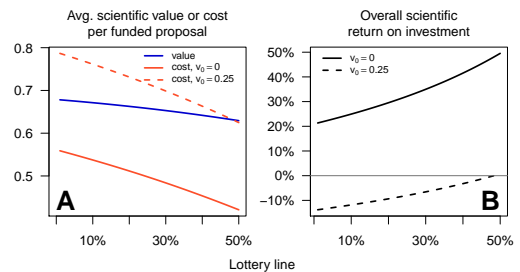 Avg. scientific value or cost
per funded proposal
value
cost, v₀ = 0
cost, v₀ = 0.25
0.8
0.7
0.6
0.5
A
10%
30%
50%
Overall scientific
return on investment
v₀ = 0
v₀ = 0.25
50%
40%
30%
20%
10%
0%
−10%
B
10%
30%
50%
Lottery line